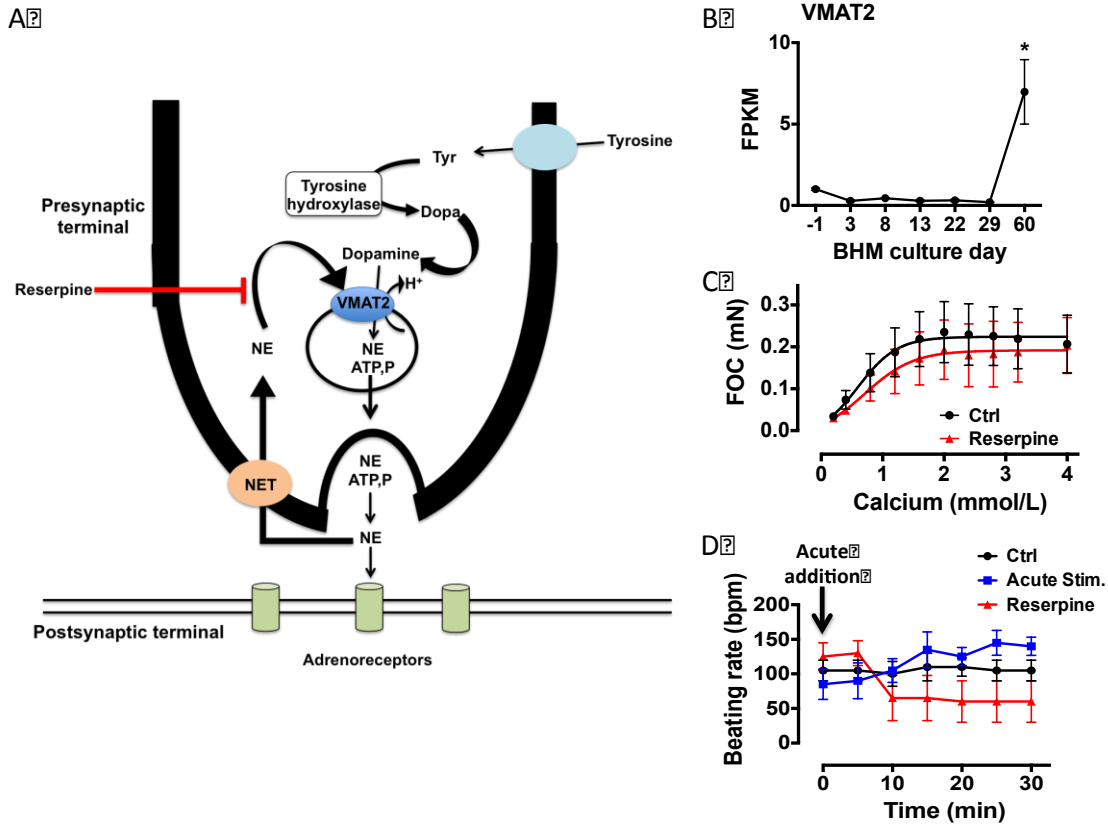 A
Tyrosine
Tyr
Tyrosine
hydroxylase
Dopa
Presynaptic
terminal
Dopamine
H⁺
Reserpine
VMAT2
NE
NE
ATP,P
NE
ATP,P
NET
NE
Postsynaptic terminal
Adrenoreceptors
B
VMAT2
10
5
0
FPKM
*
-1 3 8 13 22 29 60
BHM culture day
C
0.3
0.2
0.1
0.0
FOC (mN)
Ctrl
Reserpine
0 1 2 3 4
Calcium (mmol/L)
D
Acute
addition
Ctrl
Acute Stim.
Reserpine
200
150
100
50
0
Beating rate (bpm)
0 10 20 30
Time (min)